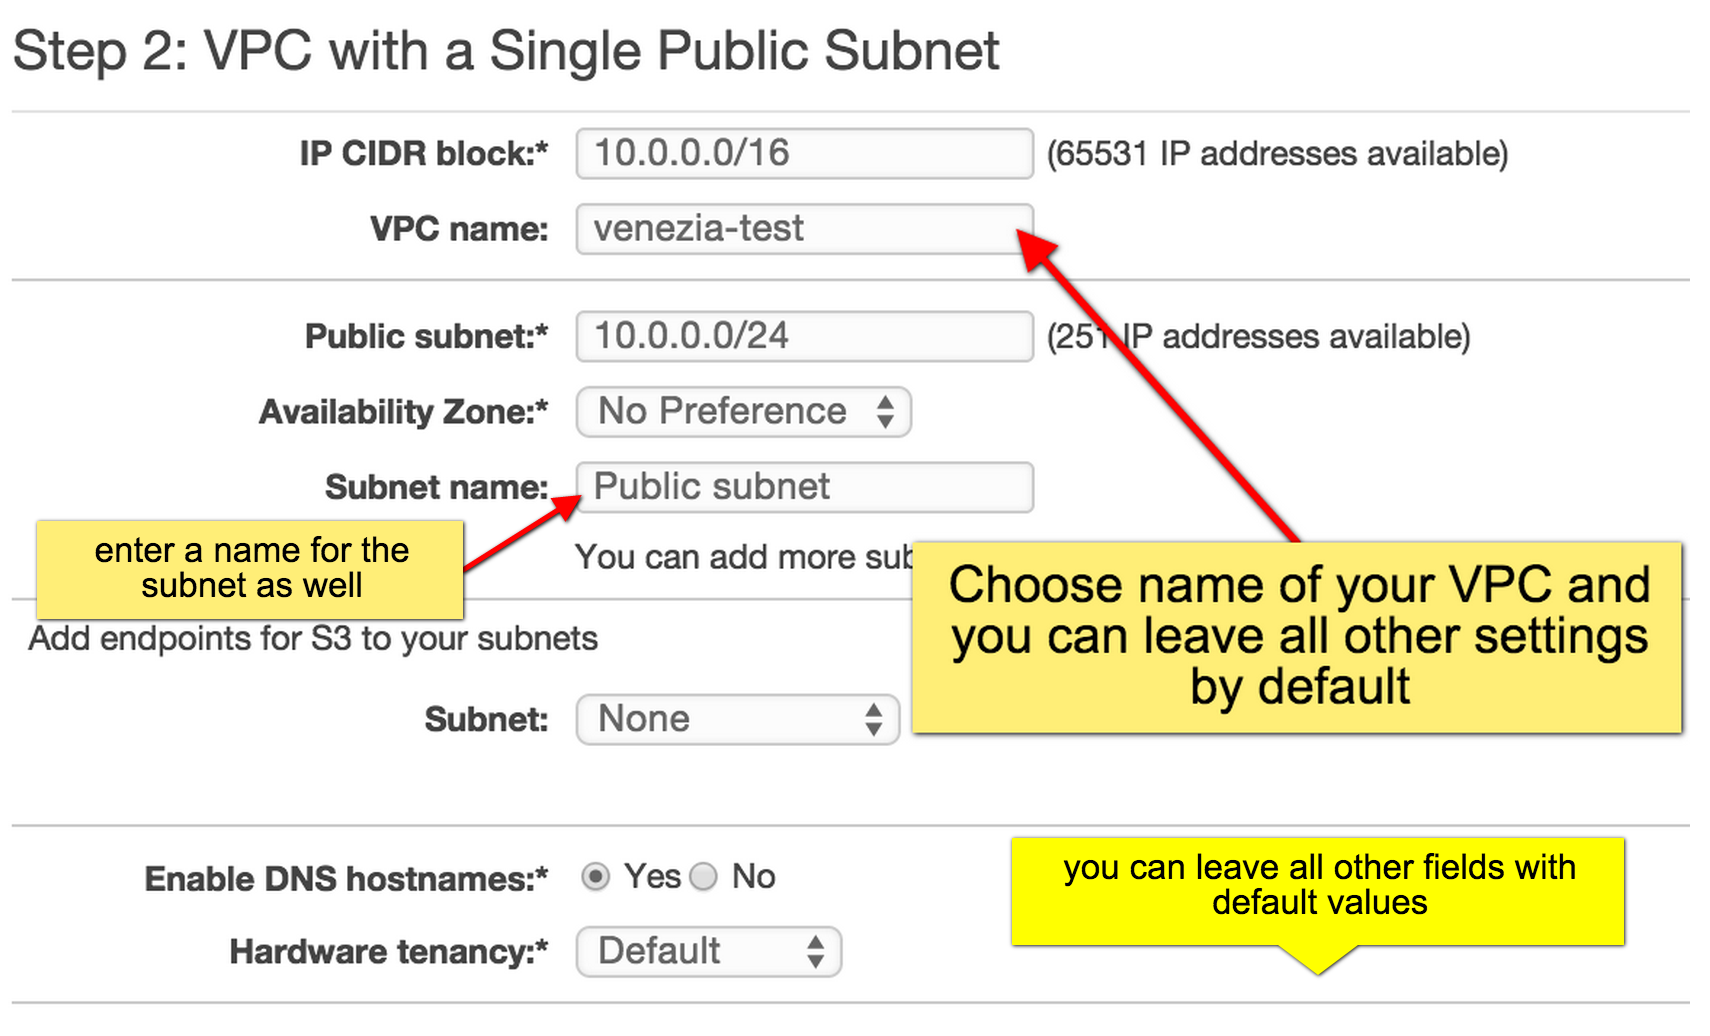 Step 2: VPC with a Single Public Subnet
IP CIDR block:* 10.0.0.0/16 (65531 IP addresses available)
VPC name: venezia-test
Public subnet:* 10.0.0.0/24 (251 IP addresses available)
Availability Zone:* No Preference
Subnet name: Public subnet
enter a name for the
subnet as well
You can add more
Choose name of your VPC and
you can leave all other settings
by default
Add endpoints for S3 to your subnets
Subnet: None
you can leave all other fields with
default values
Enable DNS hostnames:* Yes No
Hardware tenancy:* Default